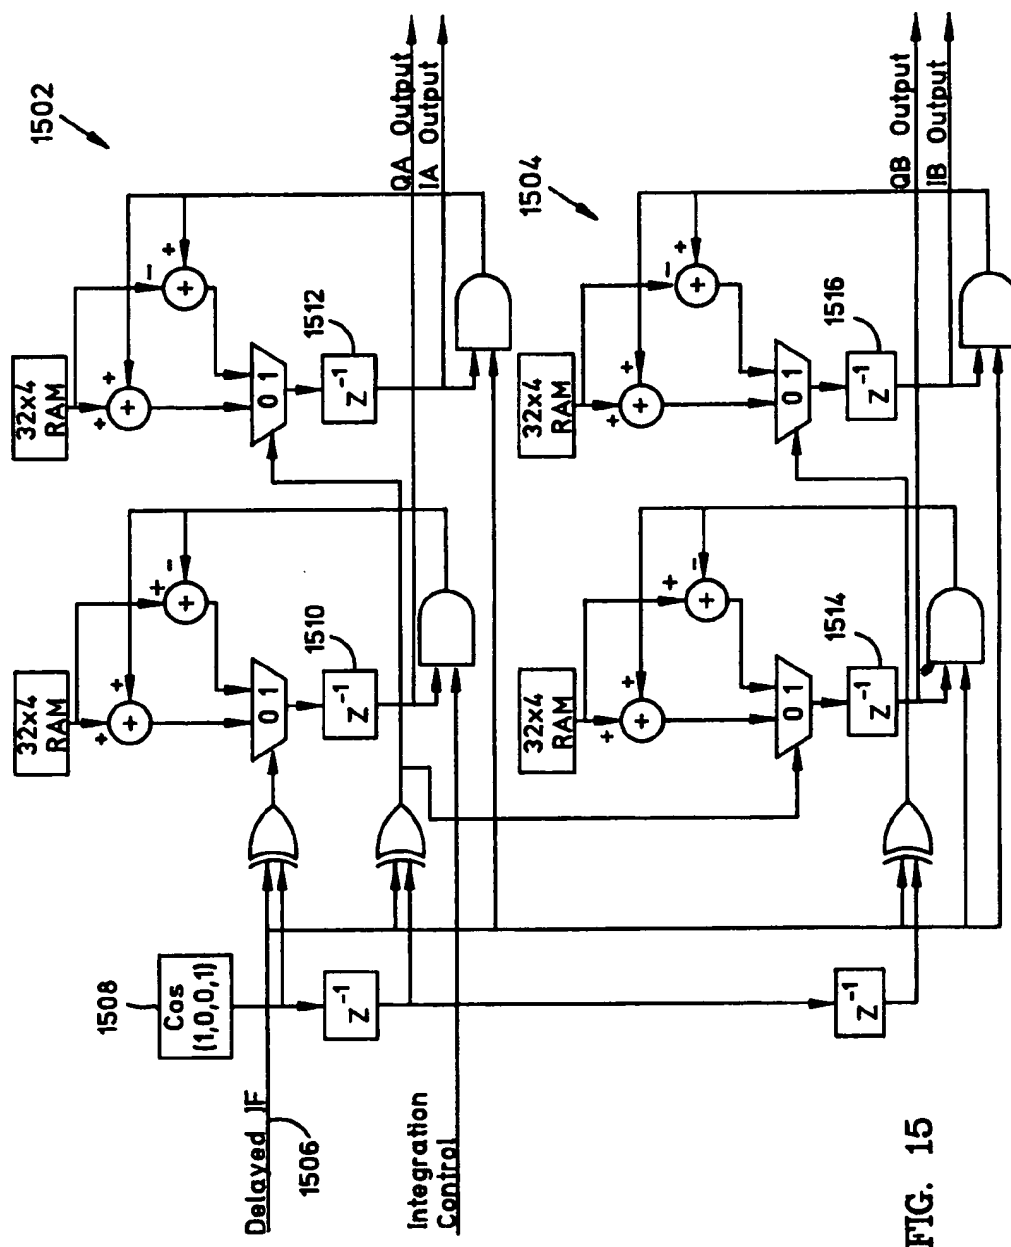 32x4
RAM
32x4
RAM
1502
+
+
+
+
-
+
+
+
-
+
+
+
1508
Cos
(1,0,0,1)
Delayed IF
1506
0 1
0 1
z⁻¹
z⁻¹
1510
z⁻¹
1512
QA Output
IA Output
Integration
Control
32x4
RAM
32x4
RAM
1504
+
+
+
+
-
+
+
+
-
+
+
+
0 1
0 1
z⁻¹
z⁻¹
1514
z⁻¹
1516
QB Output
IB Output
FIG. 15